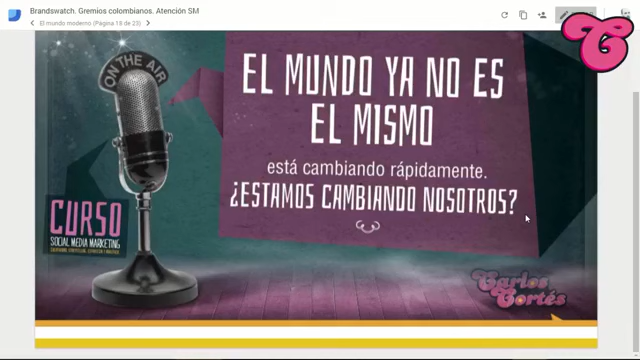 Brandswatch. Gremios colombianos. Atención SM
El mundo moderno (Página 18 de 23)
ON THE AIR
EL MUNDO YA NO ES
EL MISMO
está cambiando rápidamente.
¿ESTAMOS CAMBIANDO NOSOTROS?
CURSO
SOCIAL MEDIA MARKETING
Carlos
Cortés